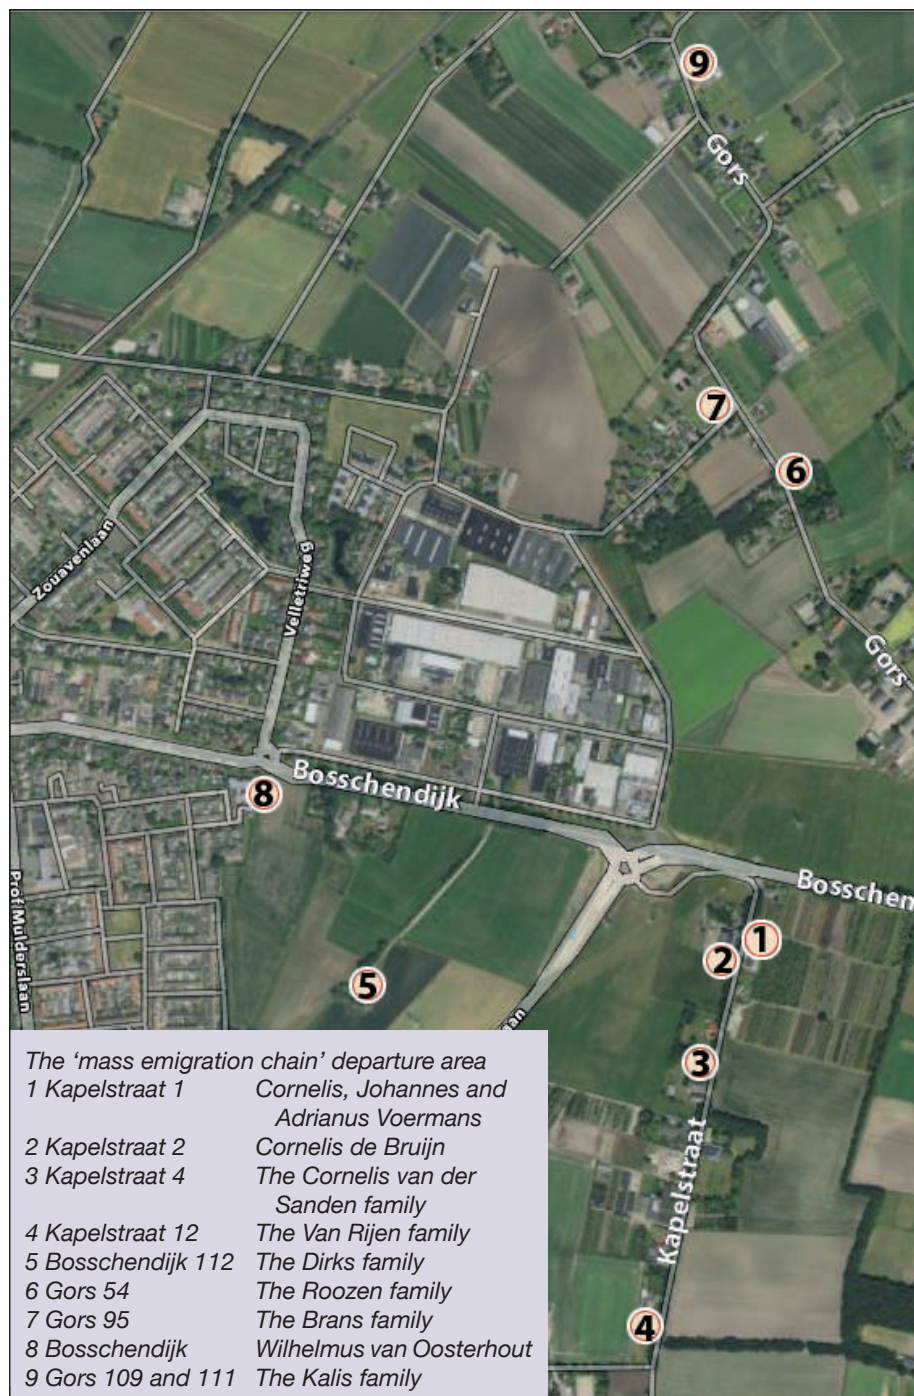 9
Gors
7
6
Zouavenlaan
Velletriweg
Gors
Bosschendijk
8
Bosschen
Prof Mulderslaan
1
2
5
aan
3
Kapelstraat
4
The ‘mass emigration chain’ departure area
1 Kapelstraat 1 Cornelis, Johannes and
Adrianus Voermans
2 Kapelstraat 2 Cornelis de Bruijn
3 Kapelstraat 4 The Cornelis van der
Sanden family
4 Kapelstraat 12 The Van Rijen family
5 Bosschendijk 112 The Dirks family
6 Gors 54 The Roozen family
7 Gors 95 The Brans family
8 Bosschendijk Wilhelmus van Oosterhout
9 Gors 109 and 111 The Kalis family